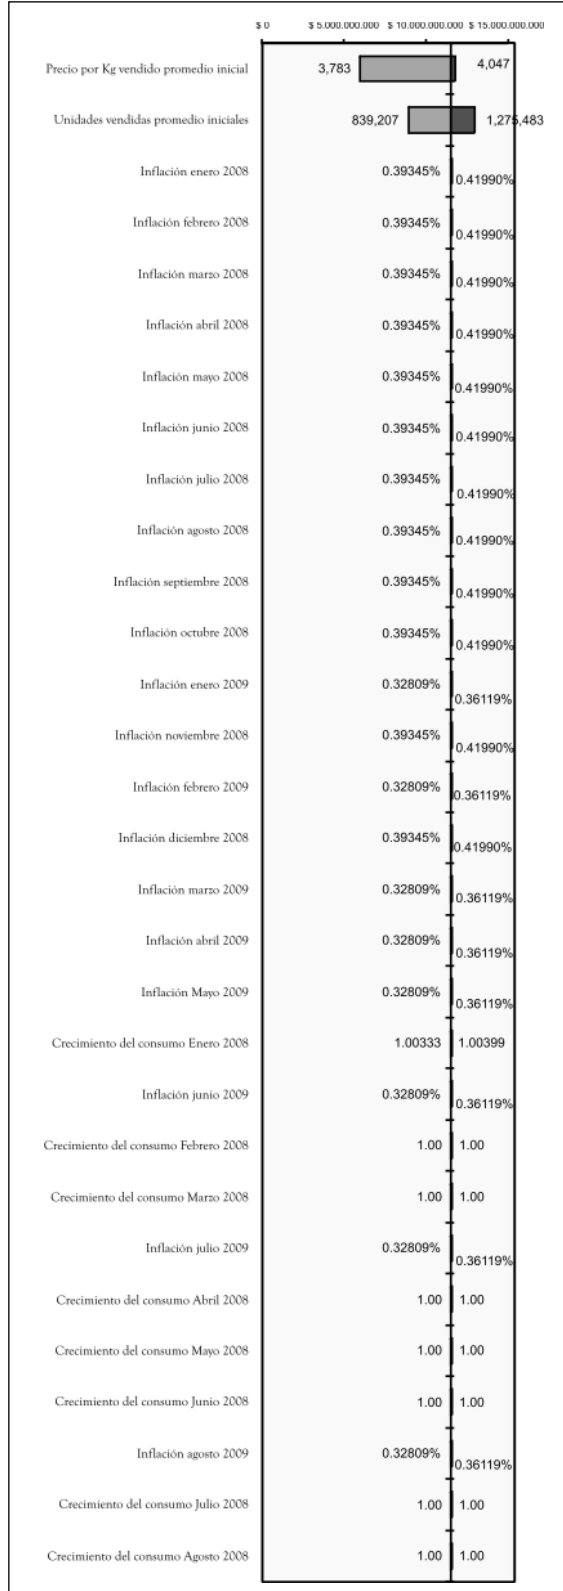 $ 0 $ 5.000.000.000 $ 10.000.000.000 $ 15.000.000.000
Precio por Kg vendido promedio inicial 3,783 4,047
Unidades vendidas promedio iniciales 839,207 1,275,483
Inflación enero 2008 0.39345% 0.41990%
Inflación febrero 2008 0.39345% 0.41990%
Inflación marzo 2008 0.39345% 0.41990%
Inflación abril 2008 0.39345% 0.41990%
Inflación mayo 2008 0.39345% 0.41990%
Inflación junio 2008 0.39345% 0.41990%
Inflación julio 2008 0.39345% 0.41990%
Inflación agosto 2008 0.39345% 0.41990%
Inflación septiembre 2008 0.39345% 0.41990%
Inflación octubre 2008 0.39345% 0.41990%
Inflación enero 2009 0.32809% 0.36119%
Inflación noviembre 2008 0.39345% 0.41990%
Inflación febrero 2009 0.32809% 0.36119%
Inflación diciembre 2008 0.39345% 0.41990%
Inflación marzo 2009 0.32809% 0.36119%
Inflación abril 2009 0.32809% 0.36119%
Inflación Mayo 2009 0.32809% 0.36119%
Crecimiento del consumo Enero 2008 1.00333 1.00399
Inflación junio 2009 0.32809% 0.36119%
Crecimiento del consumo Febrero 2008 1.00 1.00
Crecimiento del consumo Marzo 2008 1.00 1.00
Inflación julio 2009 0.32809% 0.36119%
Crecimiento del consumo Abril 2008 1.00 1.00
Crecimiento del consumo Mayo 2008 1.00 1.00
Crecimiento del consumo Junio 2008 1.00 1.00
Inflación agosto 2009 0.32809% 0.36119%
Crecimiento del consumo Julio 2008 1.00 1.00
Crecimiento del consumo Agosto 2008 1.00 1.00